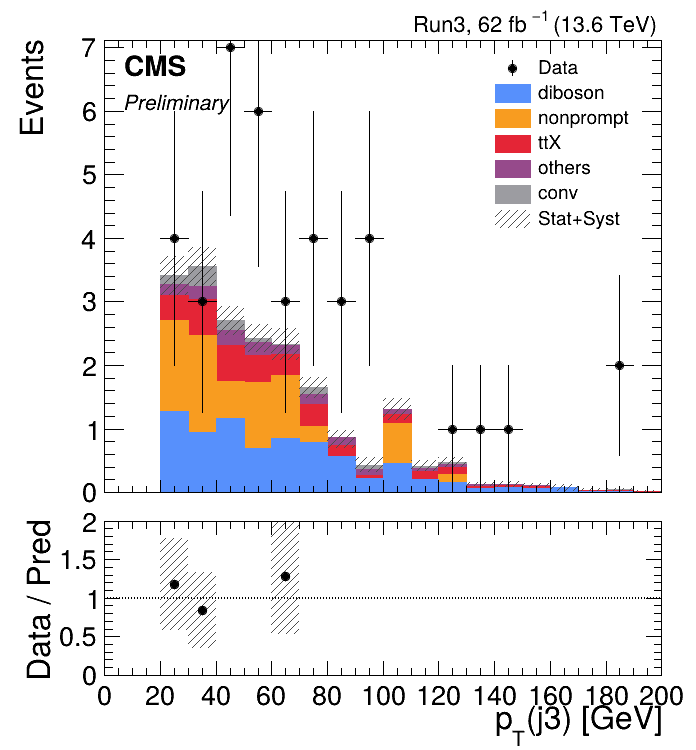 Run3, 62 fb⁻¹ (13.6 TeV)
CMS
Preliminary
Events
7
6
5
4
3
2
1
0
Data
diboson
nonprompt
ttX
others
conv
Stat+Syst
Data / Pred
2
1.5
1
0.5
0
0 20 40 60 80 100 120 140 160 180 200
p_T(j3) [GeV]